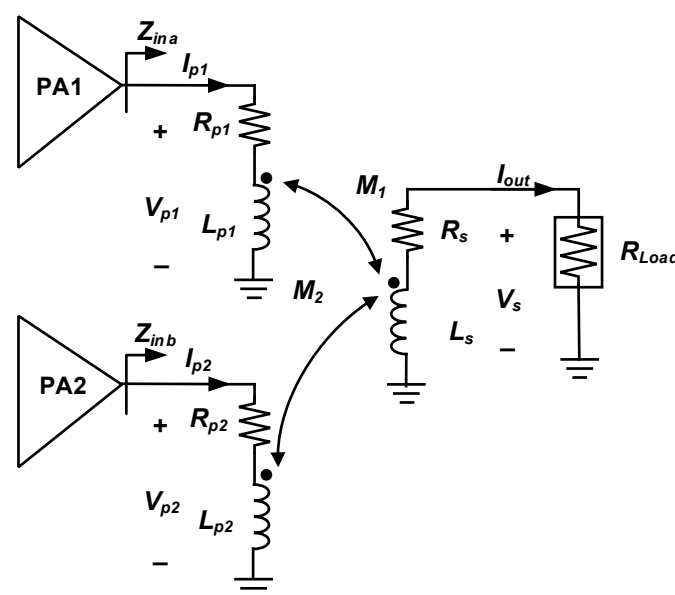 Z_ina
PA1
I_p1
R_p1
+
V_p1
L_p1
–
M_1
I_out
R_s
+
R_Load
M_2
V_s
L_s
–
Z_inb
PA2
I_p2
R_p2
+
V_p2
L_p2
–